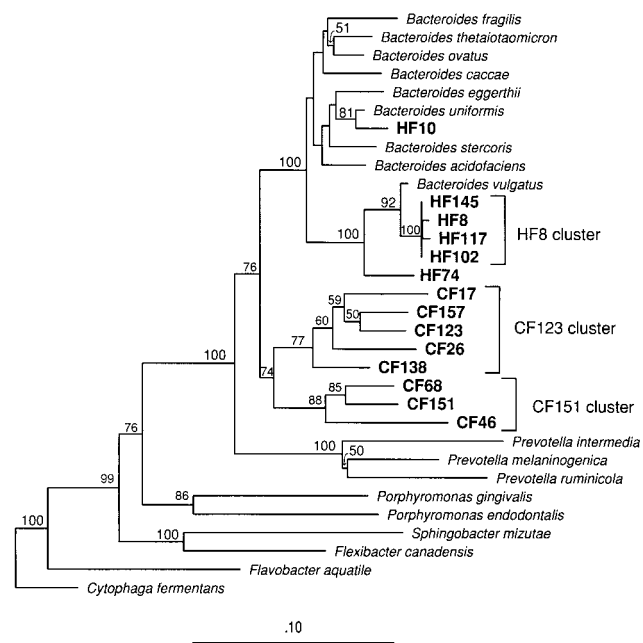 Bacteroides fragilis
51
Bacteroides thetaiotaomicron
Bacteroides ovatus
Bacteroides caccae
Bacteroides eggerthii
Bacteroides uniformis
81
HF10
Bacteroides stercoris
100
Bacteroides acidofaciens
Bacteroides vulgatus
92
HF145
HF8
100
HF117
HF8 cluster
100
HF102
HF74
76
CF17
59
CF157
50
CF123
CF123 cluster
60
77
CF26
100
CF138
74
CF68
85
CF151
CF151 cluster
88
CF46
76
Prevotella intermedia
100
50
Prevotella melaninogenica
Prevotella ruminicola
99
Porphyromonas gingivalis
86
Porphyromonas endodontalis
100
Sphingobacter mizutae
100
Flexibacter canadensis
Flavobacter aquatile
Cytophaga fermentans
.10